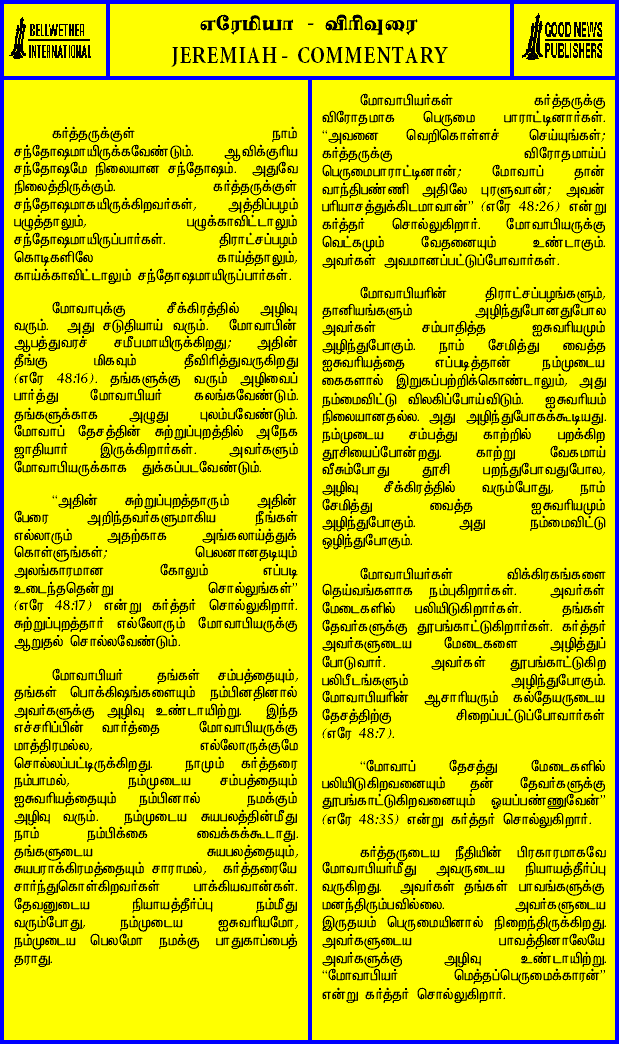 BELLWETHER
INTERNATIONAL
எரேமியா - விரிவுரை
JEREMIAH - COMMENTARY
GOOD NEWS
PUBLISHERS
கர்த்தருக்குள் நாம்
சந்தோஷமாயிருக்கவேண்டும். ஆவிக்குரிய
சந்தோஷமே நிலையான சந்தோஷம். அதுவே
நிலைத்திருக்கும். கர்த்தருக்குள்
சந்தோஷமாகயிருக்கிறவர்கள், அத்திப்பழம்
பழுத்தாலும், பழுக்காவிட்டாலும்
சந்தோஷமாயிருப்பார்கள். திராட்சப்பழம்
கொடிகளிலே காய்த்தாலும்,
காய்க்காவிட்டாலும் சந்தோஷமாயிருப்பார்கள்.
மோவாபுக்கு சீக்கிரத்தில் அழிவு
வரும். அது சடுதியாய் வரும். மோவாபின்
ஆபத்துவரச் சமீபமாயிருக்கிறது; அதின்
தீங்கு மிகவும் தீவிரித்துவருகிறது
(எரே 48:16). தங்களுக்கு வரும் அழிவைப்
பார்த்து மோவாபியர் கலங்கவேண்டும்.
தங்களுக்காக அழுது புலம்பவேண்டும்.
மோவாப் தேசத்தின் சுற்றுப்புறத்தில் அநேக
ஜாதியார் இருக்கிறார்கள். அவர்களும்
மோவாபியருக்காக துக்கப்படவேண்டும்.
"அதின் சுற்றுப்புறத்தாரும் அதின்
பேரை அறிந்தவர்களுமாகிய நீங்கள்
எல்லாரும் அதற்காக அங்கலாய்த்துக்
கொள்ளுங்கள்; பெலனானதடியும்
அலங்காரமான கோலும் எப்படி
உடைந்ததென்று சொல்லுங்கள்"
(எரே 48:17) என்று கர்த்தர் சொல்லுகிறார்.
சுற்றுப்புறத்தார் எல்லோரும் மோவாபியருக்கு
ஆறுதல் சொல்லவேண்டும்.
மோவாபியர் தங்கள் சம்பத்தையும்,
தங்கள் பொக்கிஷங்களையும் நம்பினதினால்
அவர்களுக்கு அழிவு உண்டாயிற்று. இந்த
எச்சரிப்பின் வார்த்தை மோவாபியருக்கு
மாத்திரமல்ல, எல்லோருக்குமே
சொல்லப்பட்டிருக்கிறது. நாமும் கர்த்தரை
நம்பாமல், நம்முடைய சம்பத்தையும்
ஐசுவரியத்தையும் நம்பினால் நமக்கும்
அழிவு வரும். நம்முடைய சுயபலத்தின்மீது
நாம் நம்பிக்கை வைக்கக்கூடாது.
தங்களுடைய சுயபலத்தையும்,
சுயபராக்கிரமத்தையும் சாராமல், கர்த்தரையே
சார்ந்துகொள்கிறவர்கள் பாக்கியவான்கள்.
தேவனுடைய நியாயத்தீர்ப்பு நம்மீது
வரும்போது, நம்முடைய ஐசுவரியமோ,
நம்முடைய பெலமோ நமக்கு பாதுகாப்பைத்
தராது.
மோவாபியர்கள் கர்த்தருக்கு
விரோதமாக பெருமை பாராட்டினார்கள்.
"அவனை வெறிகொள்ளச் செய்யுங்கள்;
கர்த்தருக்கு விரோதமாய்ப்
பெருமைபாராட்டினான்; மோவாப் தான்
வாந்திபண்ணி அதிலே புரளுவான்; அவன்
பரியாசத்துக்கிடமாவான்" (எரே 48:26) என்று
கர்த்தர் சொல்லுகிறார். மோவாபியருக்கு
வெட்கமும் வேதனையும் உண்டாகும்.
அவர்கள் அவமானப்பட்டுப்போவார்கள்.
மோவாபியரின் திராட்சப்பழங்களும்,
தானியங்களும் அழிந்துபோனதுபோல
அவர்கள் சம்பாதித்த ஐசுவரியமும்
அழிந்துபோகும். நாம் சேமித்து வைத்த
ஐசுவரியத்தை எப்படித்தான் நம்முடைய
கைகளால் இறுகப்பற்றிக்கொண்டாலும், அது
நம்மைவிட்டு விலகிப்போய்விடும். ஐசுவரியம்
நிலையானதல்ல. அது அழிந்துபோகக்கூடியது.
நம்முடைய சம்பத்து காற்றில் பறக்கிற
தூசியைப்போன்றது. காற்று வேகமாய்
வீசும்போது தூசி பறந்துபோவதுபோல,
அழிவு சீக்கிரத்தில் வரும்போது, நாம்
சேமித்து வைத்த ஐசுவரியமும்
அழிந்துபோகும். அது நம்மைவிட்டு
ஒழிந்துபோகும்.
மோவாபியர்கள் விக்கிரகங்களை
தெய்வங்களாக நம்புகிறார்கள். அவர்கள்
மேடைகளில் பலியிடுகிறார்கள். தங்கள்
தேவர்களுக்கு தூபங்காட்டுகிறார்கள். கர்த்தர்
அவர்களுடைய மேடைகளை அழித்துப்
போடுவார். அவர்கள் தூபங்காட்டுகிற
பலிபீடங்களும் அழிந்துபோகும்.
மோவாபியரின் ஆசாரியரும் கல்தேயருடைய
தேசத்திற்கு சிறைப்பட்டுப்போவார்கள்
(எரே 48:7).
"மோவாப் தேசத்து மேடைகளில்
பலியிடுகிறவனையும் தன் தேவர்களுக்கு
தூபங்காட்டுகிறவனையும் ஓயப்பண்ணுவேன்"
(எரே 48:35) என்று கர்த்தர் சொல்லுகிறார்.
கர்த்தருடைய நீதியின் பிரகாரமாகவே
மோவாபியர்மீது அவருடைய நியாயத்தீர்ப்பு
வருகிறது. அவர்கள் தங்கள் பாவங்களுக்கு
மனந்திரும்பவில்லை. அவர்களுடைய
இருதயம் பெருமையினால் நிறைந்திருக்கிறது.
அவர்களுடைய பாவத்தினாலேயே
அவர்களுக்கு அழிவு உண்டாயிற்று.
"மோவாபியர் மெத்தப்பெருமைக்காரன்"
என்று கர்த்தர் சொல்லுகிறார்.